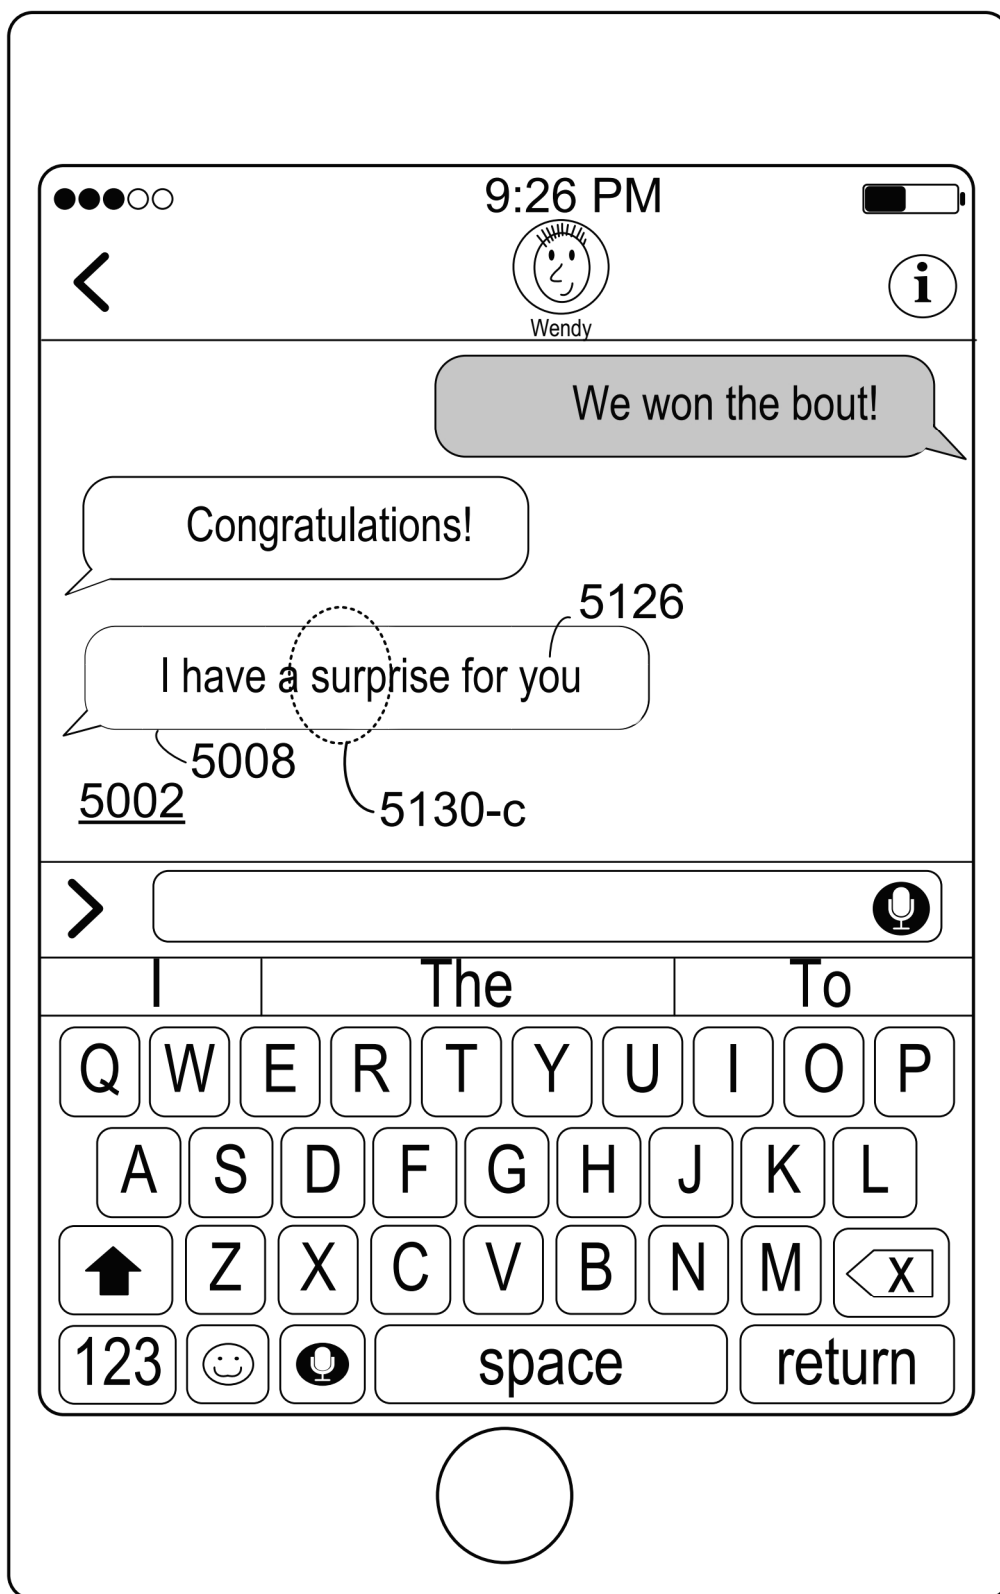 9:26 PM
i
Wendy
We won the bout!
Congratulations!
5126
I have a surprise for you
5008
5002
5130-c
I The To
Q W E R T Y U I O P
A S D F G H J K L
Z X C V B N M X
123 space return